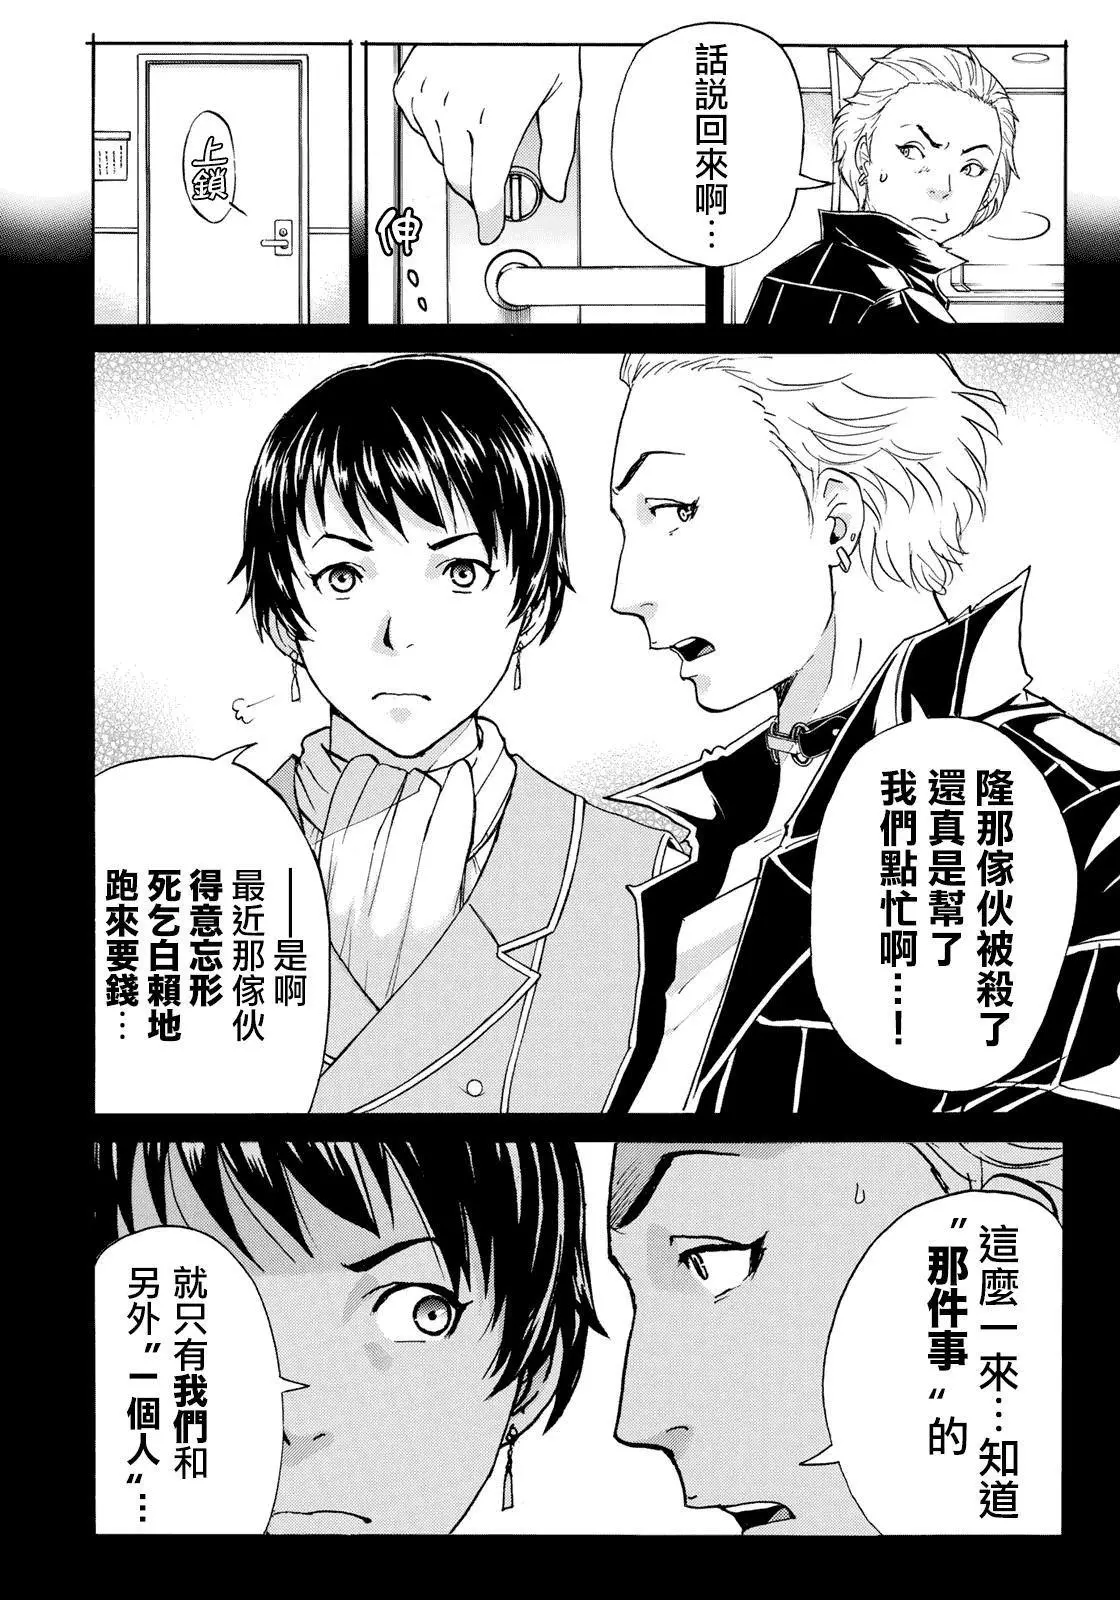 話説回來啊…
伸…
上鎖
隆那傢伙被殺了
還真是幫了
我們點忙啊…!
——是啊
最近那傢伙
得意忘形
死乞白賴地
跑來要錢…
這麼一來…知道
"那件事"的
就只有我們和
另外"一個人"…